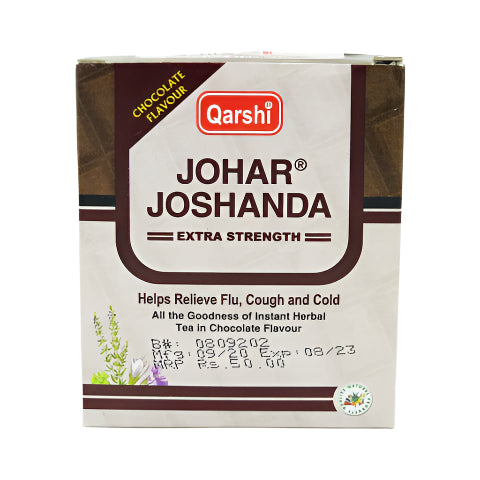 CHOCOLATE
FLAVOUR
Qarshi®
JOHAR®
JOSHANDA
EXTRA STRENGTH
Helps Relieve Flu, Cough and Cold
All the Goodness of Instant Herbal
Tea in Chocolate Flavour
B#: 0809202
Mfg:09/20 Exp:08/23
MRP Rs.50.00